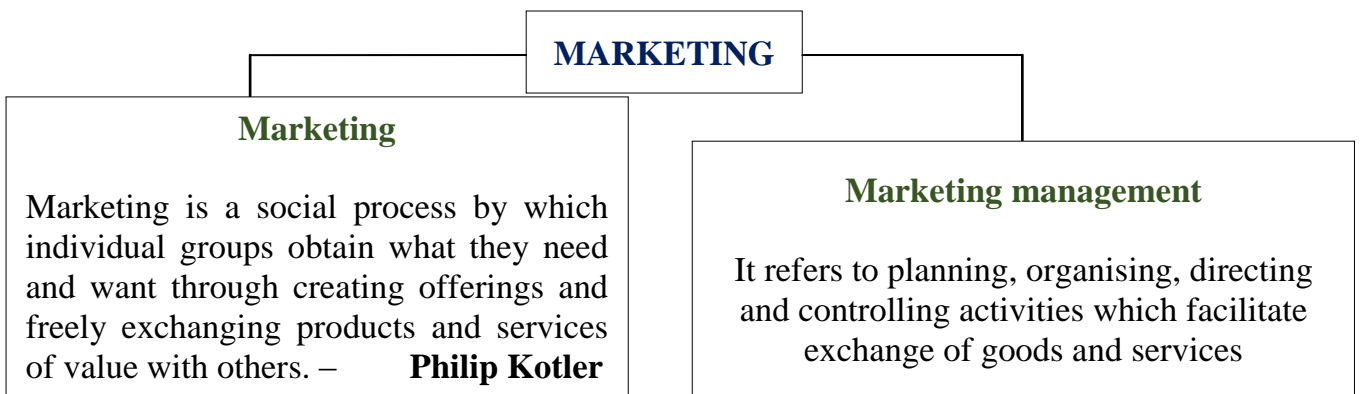 MARKETING
Marketing
Marketing is a social process by which
individual groups obtain what they need
and want through creating offerings and
freely exchanging products and services
of value with others. – Philip Kotler
Marketing management
It refers to planning, organising, directing
and controlling activities which facilitate
exchange of goods and services